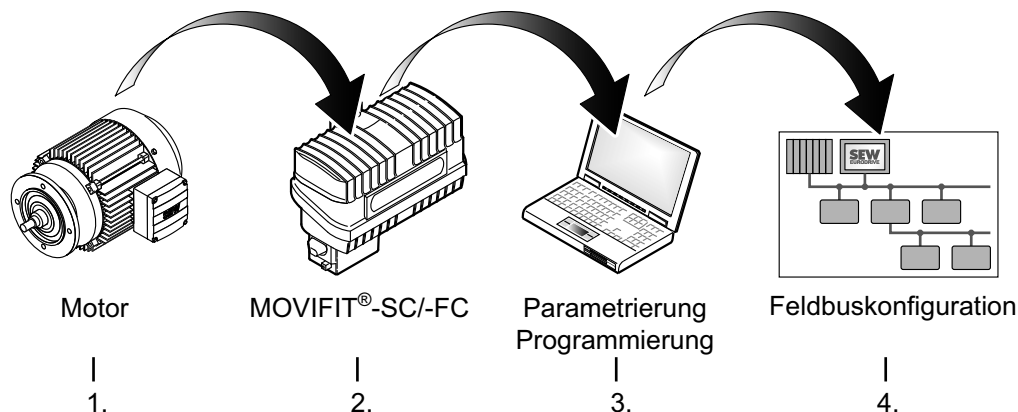 SEW
EURODRIVE
Motor
MOVIFIT®-SC/-FC
Parametrierung
Programmierung
Feldbuskonfiguration
1.
2.
3.
4.